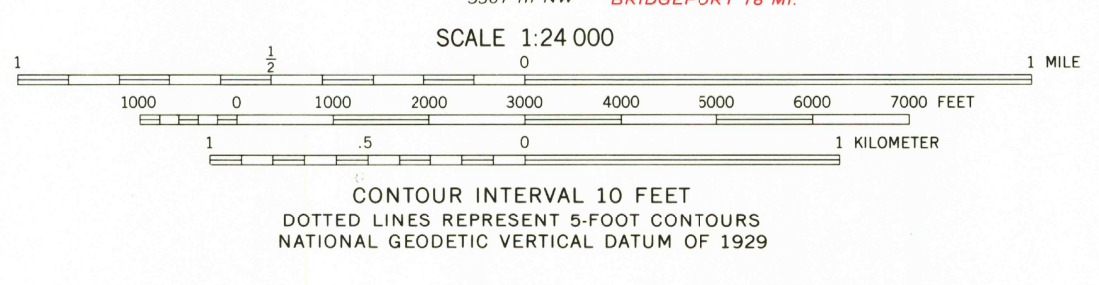 BRIDGEPORT 18 MI.
SCALE 1:24 000
1 1/2 0 1 MILE
1000 0 1000 2000 3000 4000 5000 6000 7000 FEET
1 .5 0 1 KILOMETER
CONTOUR INTERVAL 10 FEET
DOTTED LINES REPRESENT 5-FOOT CONTOURS
NATIONAL GEODETIC VERTICAL DATUM OF 1929